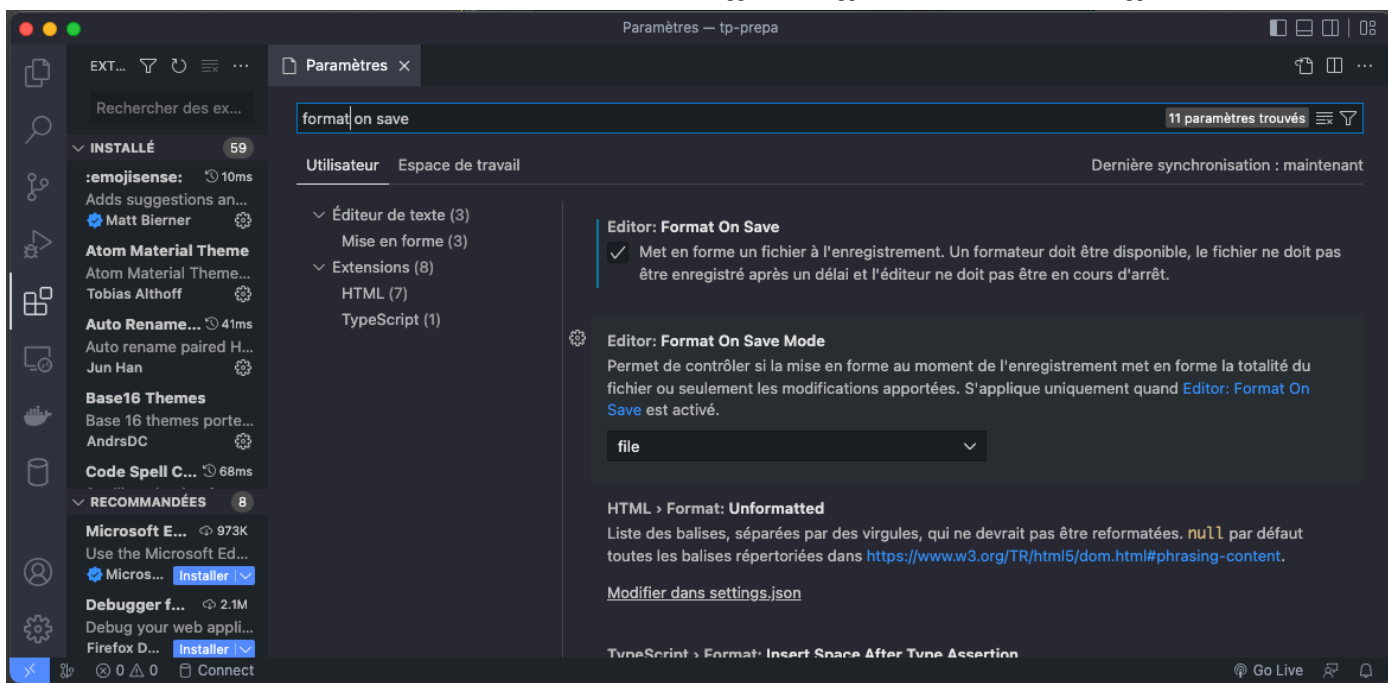 Paramètres — tp-prepa
EXT...
Paramètres
Rechercher des ex...
format on save
11 paramètres trouvés
INSTALLÉ 59
Utilisateur Espace de travail
Dernière synchronisation : maintenant
:emojisense: 10ms
Adds suggestions an...
Matt Bierner
Atom Material Theme
Atom Material Theme...
Tobias Althoff
Auto Rename... 41ms
Auto rename paired H...
Jun Han
Base16 Themes
Base 16 themes porte...
AndrsDC
Code Spell C... 68ms
RECOMMANDÉES 8
Microsoft E... 973K
Use the Microsoft Ed...
Micros... Installer
Debugger f... 2.1M
Debug your web appli...
Firefox D... Installer
Éditeur de texte (3)
Mise en forme (3)
Extensions (8)
HTML (7)
TypeScript (1)
Editor: Format On Save
Met en forme un fichier à l'enregistrement. Un formateur doit être disponible, le fichier ne doit pas
être enregistré après un délai et l'éditeur ne doit pas être en cours d'arrêt.
Editor: Format On Save Mode
Permet de contrôler si la mise en forme au moment de l'enregistrement met en forme la totalité du
fichier ou seulement les modifications apportées. S'applique uniquement quand Editor: Format On
Save est activé.
file
HTML › Format: Unformatted
Liste des balises, séparées par des virgules, qui ne devrait pas être reformatées. null par défaut
toutes les balises répertoriées dans https://www.w3.org/TR/html5/dom.html#phrasing-content.
Modifier dans settings.json
TypeScript › Format: Insert Space After Type Assertion
0 0 Connect
Go Live